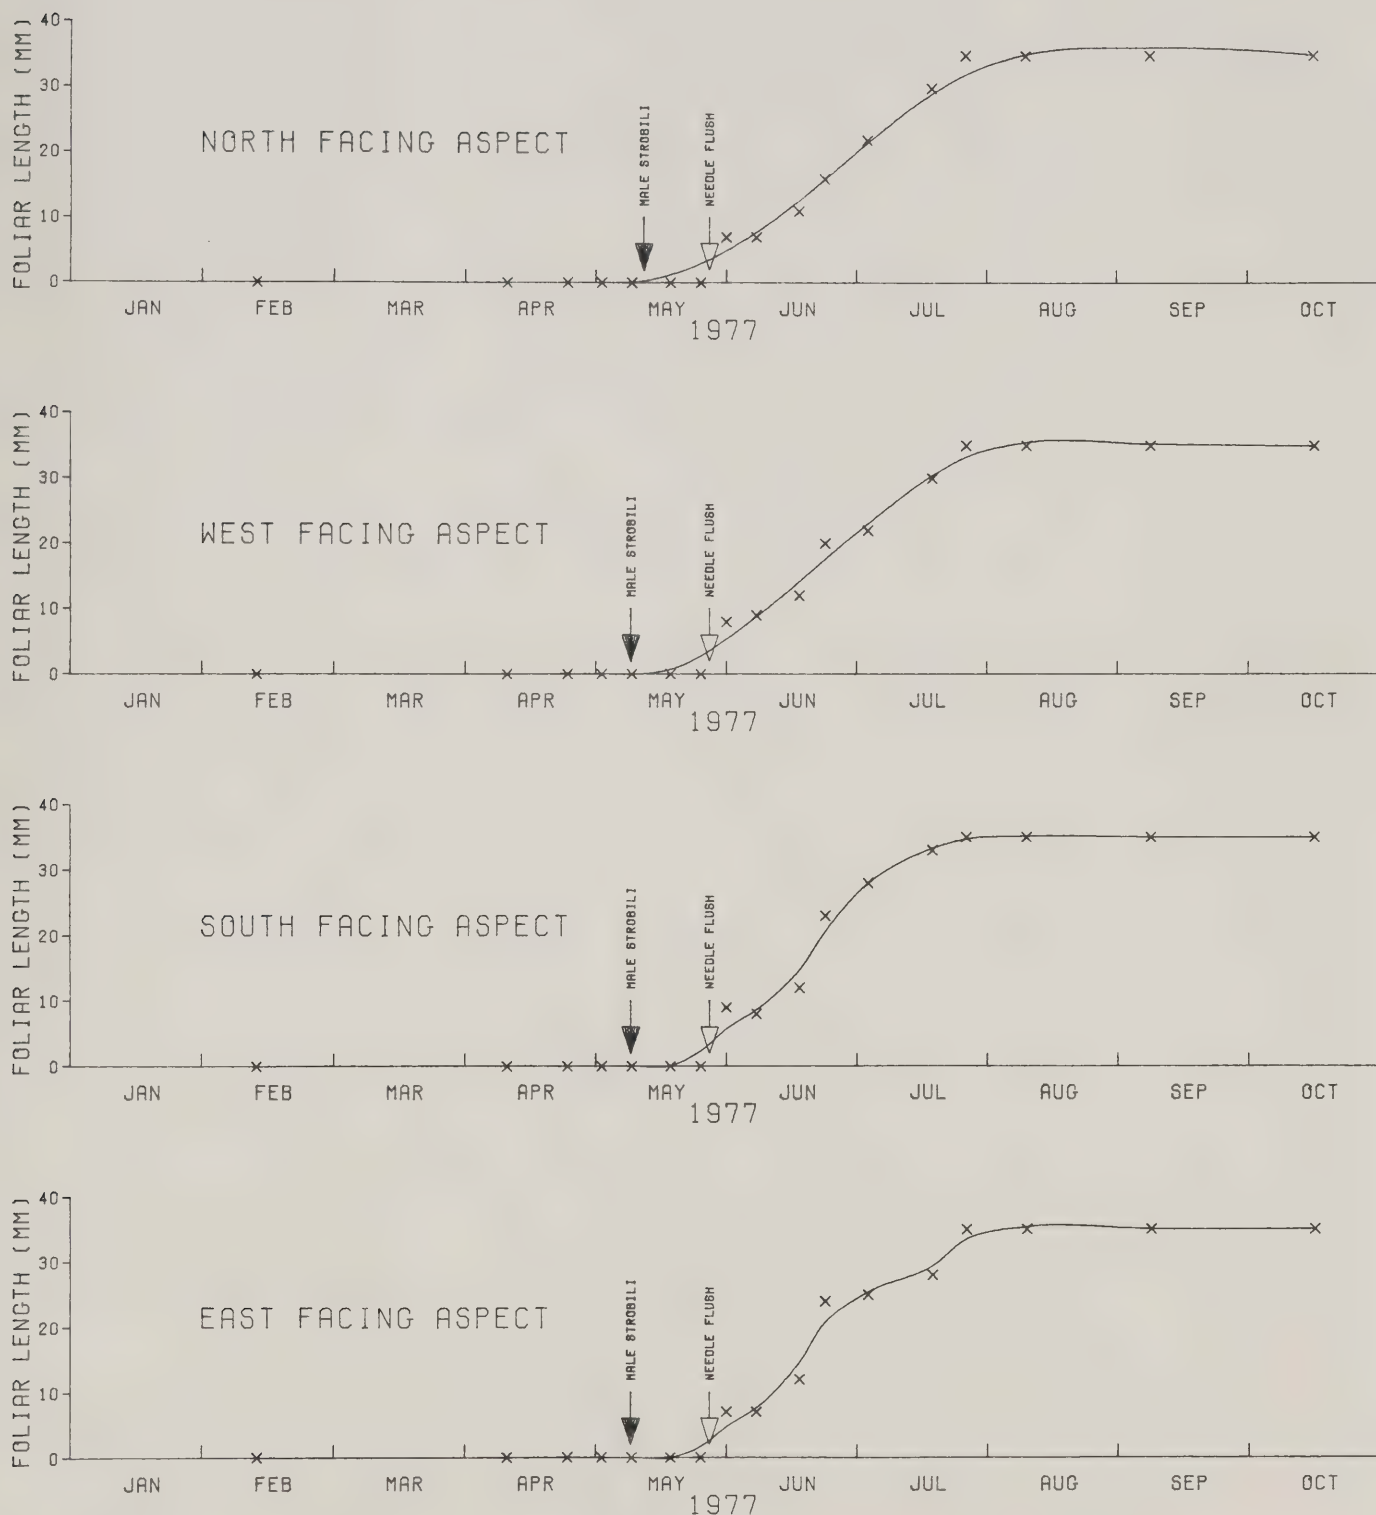 FOLIAR LENGTH (MM)
40
30
20
10
0
NORTH FACING ASPECT
MALE STROBILI
NEEDLE FLUSH
JAN FEB MAR APR MAY JUN JUL AUG SEP OCT
1977
FOLIAR LENGTH (MM)
40
30
20
10
0
WEST FACING ASPECT
MALE STROBILI
NEEDLE FLUSH
JAN FEB MAR APR MAY JUN JUL AUG SEP OCT
1977
FOLIAR LENGTH (MM)
40
30
20
10
0
SOUTH FACING ASPECT
MALE STROBILI
NEEDLE FLUSH
JAN FEB MAR APR MAY JUN JUL AUG SEP OCT
1977
FOLIAR LENGTH (MM)
40
30
20
10
0
EAST FACING ASPECT
MALE STROBILI
NEEDLE FLUSH
JAN FEB MAR APR MAY JUN JUL AUG SEP OCT
1977